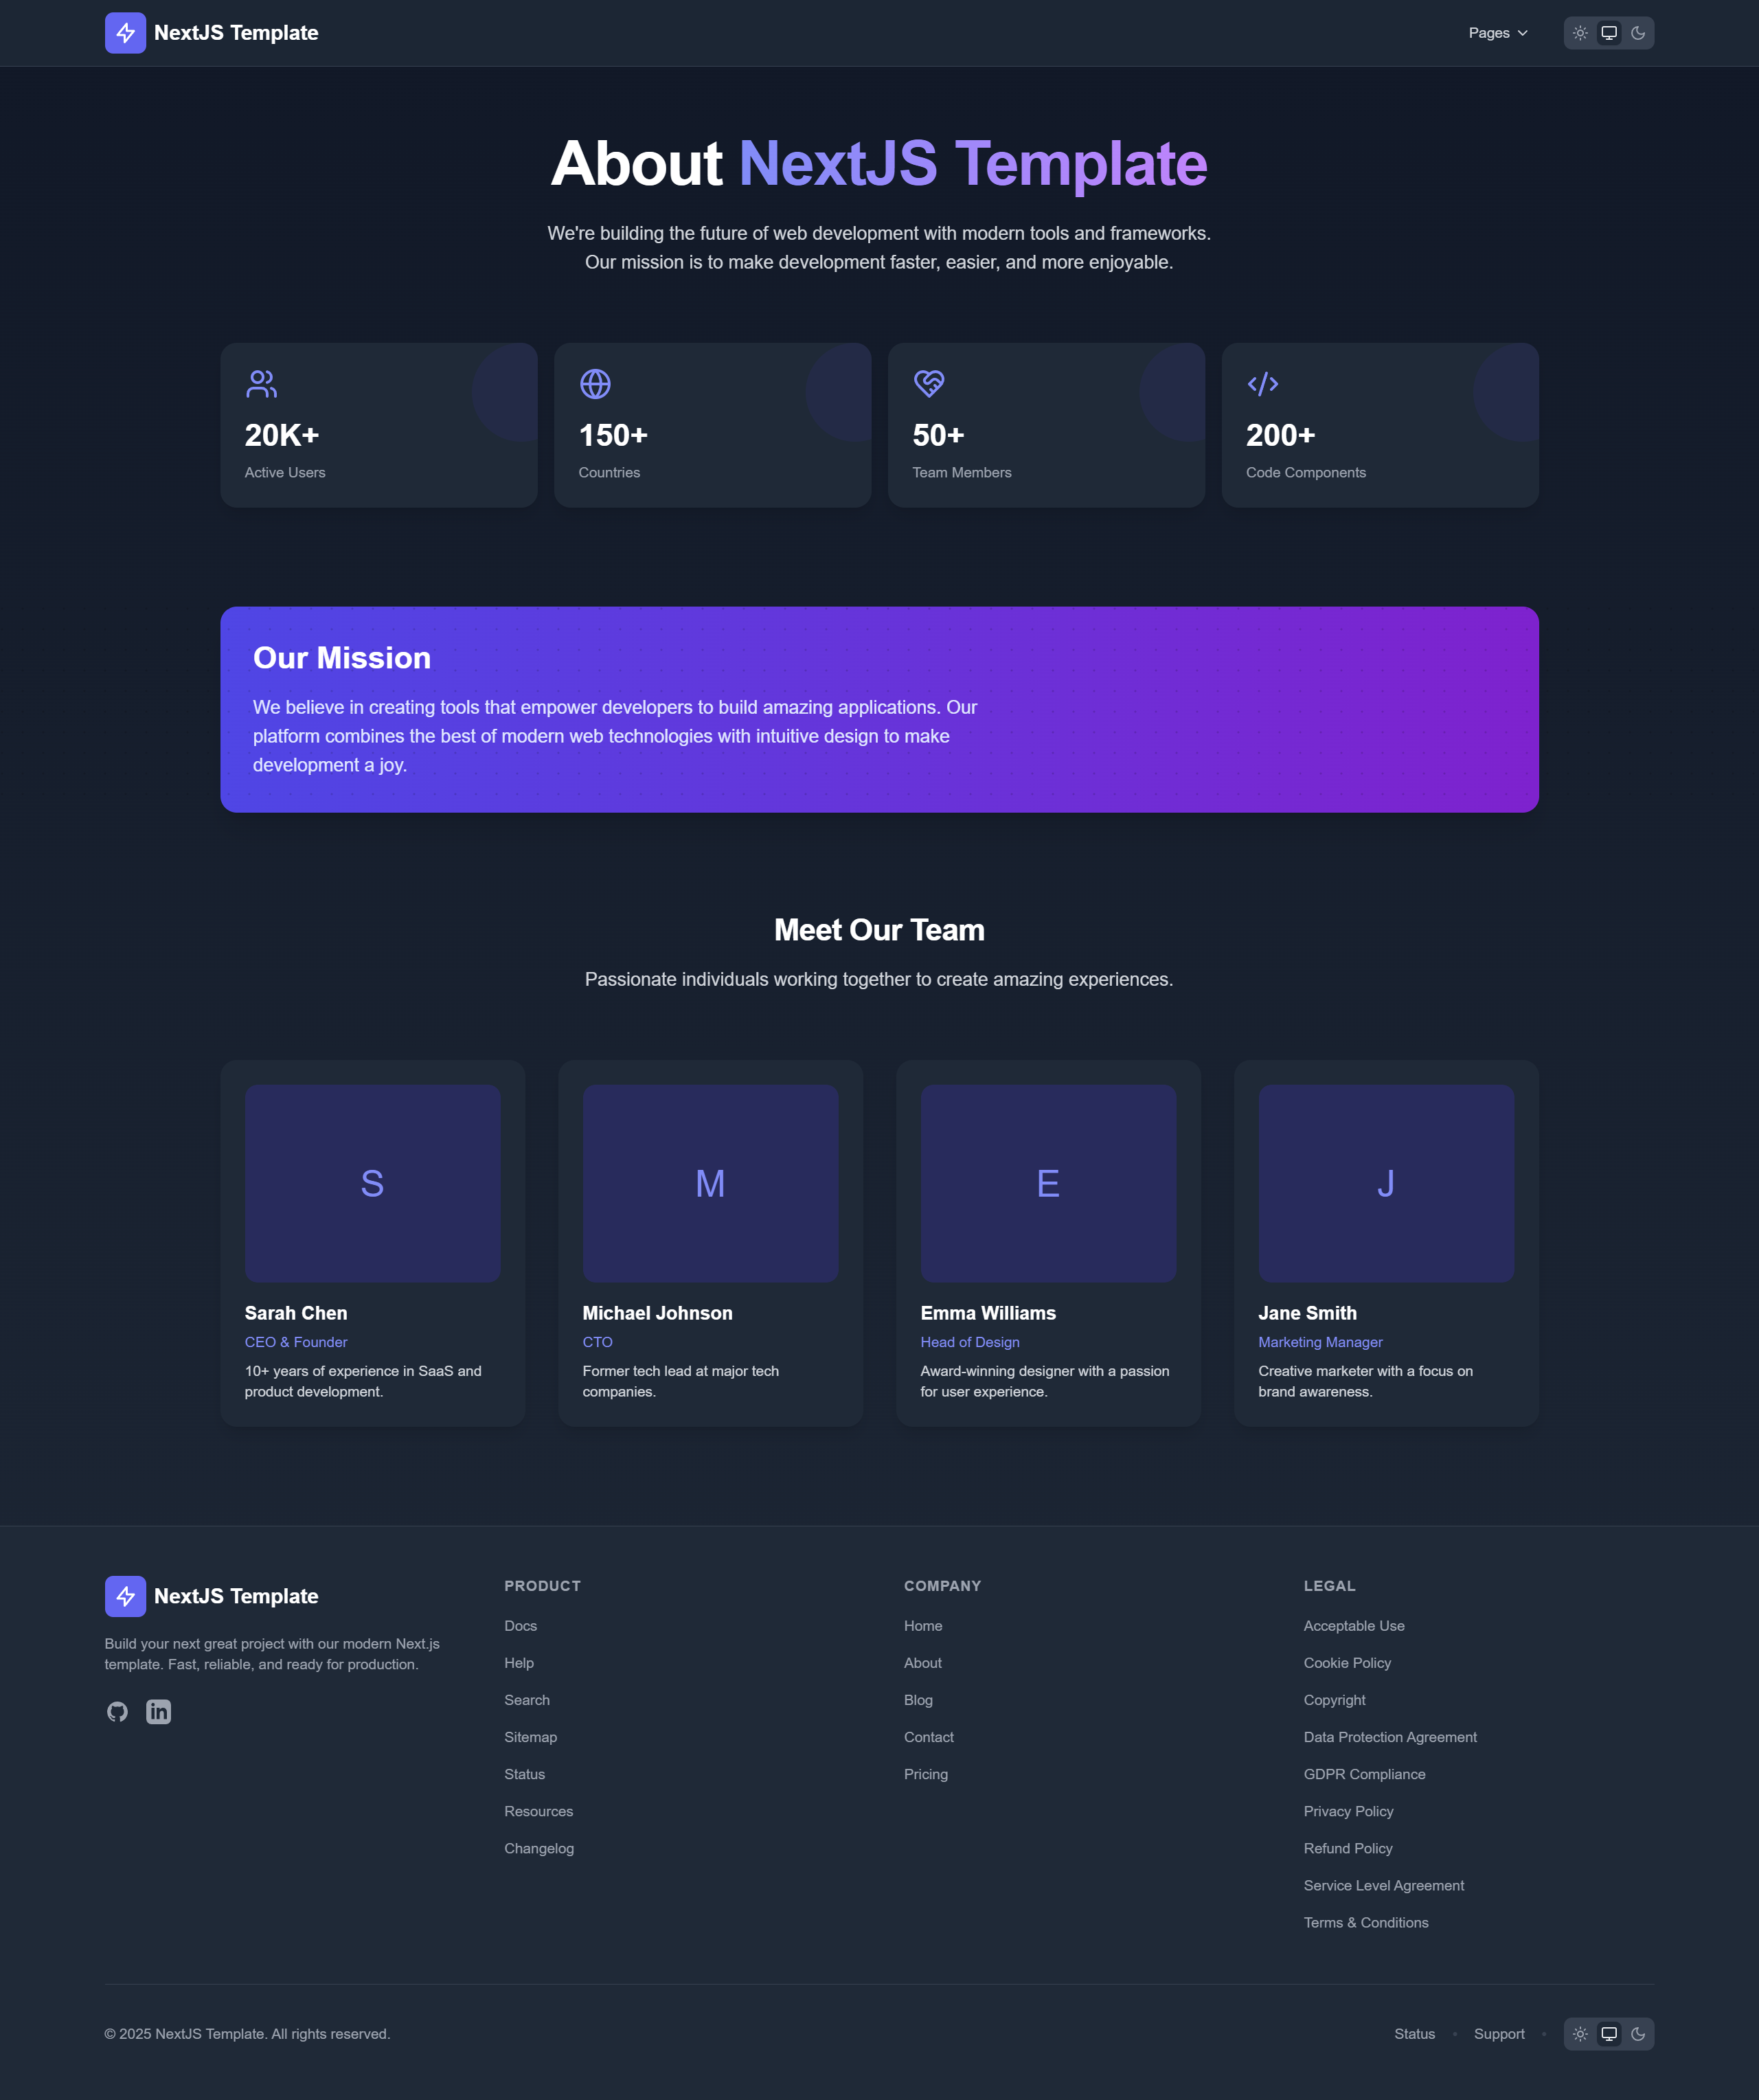 NextJS Template
Pages
About NextJS Template
We're building the future of web development with modern tools and frameworks.
Our mission is to make development faster, easier, and more enjoyable.
20K+
Active Users
150+
Countries
50+
Team Members
200+
Code Components
Our Mission
We believe in creating tools that empower developers to build amazing applications. Our
platform combines the best of modern web technologies with intuitive design to make
development a joy.
Meet Our Team
Passionate individuals working together to create amazing experiences.
S
Sarah Chen
CEO & Founder
10+ years of experience in SaaS and
product development.
M
Michael Johnson
CTO
Former tech lead at major tech
companies.
E
Emma Williams
Head of Design
Award-winning designer with a passion
for user experience.
J
Jane Smith
Marketing Manager
Creative marketer with a focus on
brand awareness.
NextJS Template
Build your next great project with our modern Next.js
template. Fast, reliable, and ready for production.
in
PRODUCT
Docs
Help
Search
Sitemap
Status
Resources
Changelog
COMPANY
Home
About
Blog
Contact
Pricing
LEGAL
Acceptable Use
Cookie Policy
Copyright
Data Protection Agreement
GDPR Compliance
Privacy Policy
Refund Policy
Service Level Agreement
Terms & Conditions
© 2025 NextJS Template. All rights reserved.
Status • Support •